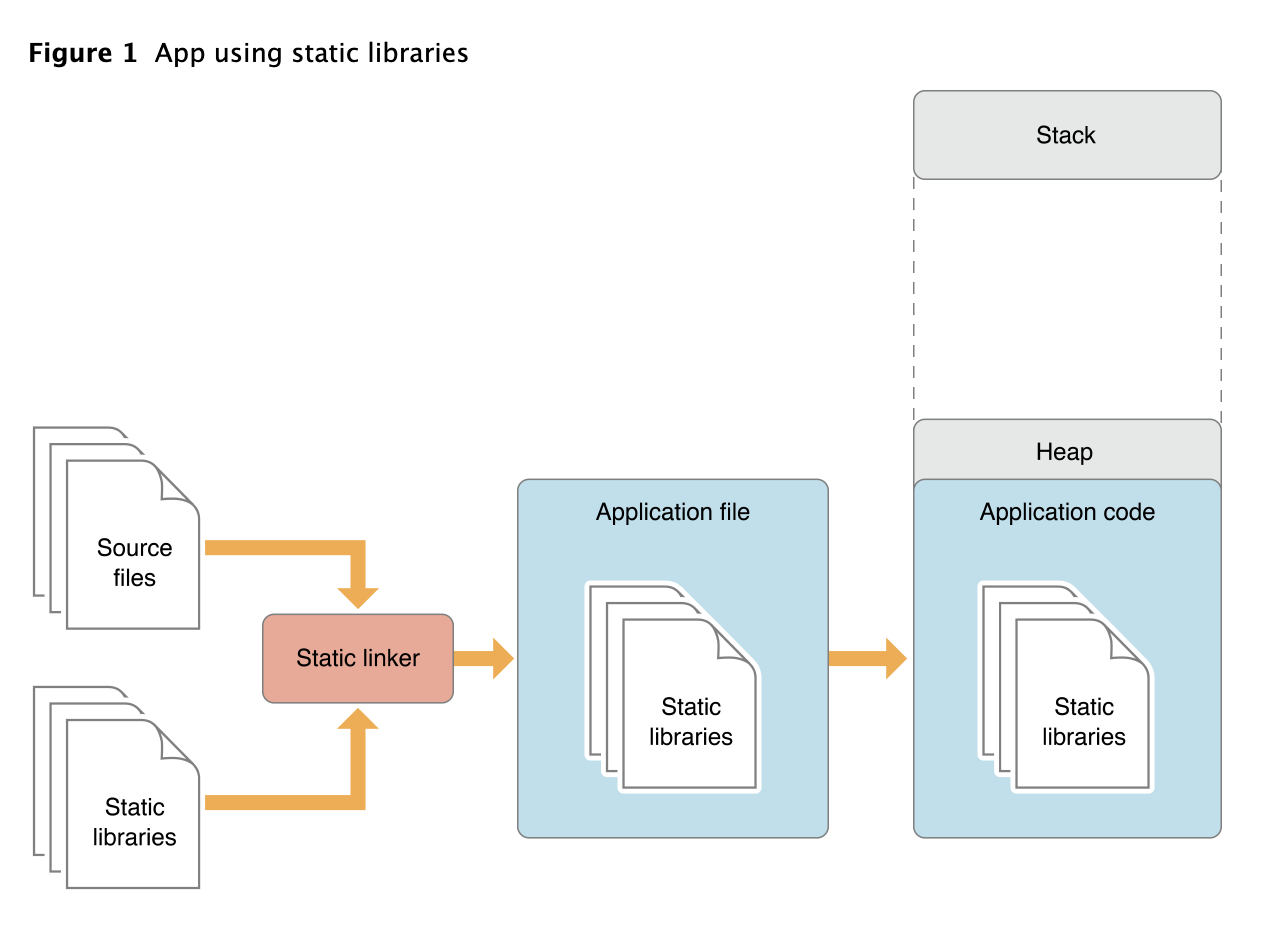 Figure 1 App using static libraries
Stack
Heap
Application file
Application code
Source
files
Static linker
Static
libraries
Static
libraries
Static
libraries